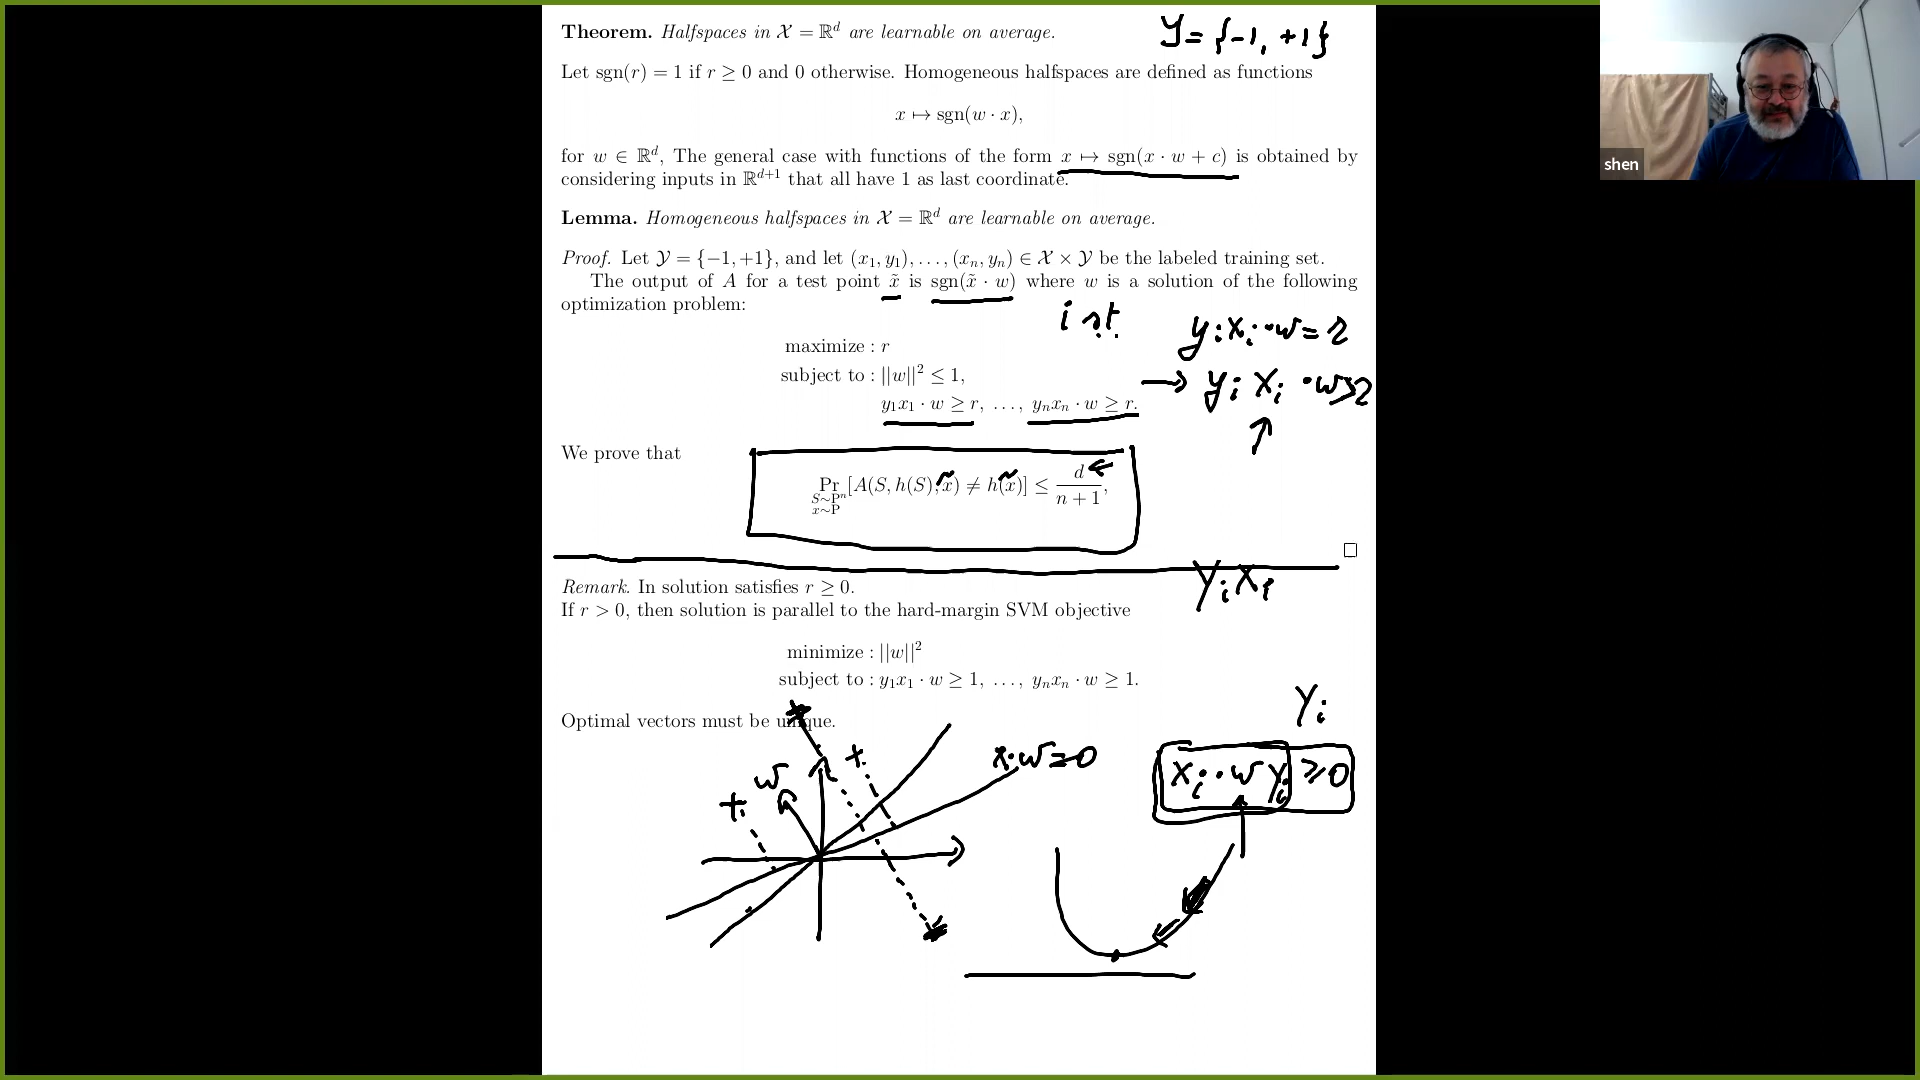 Theorem. Halfspaces in 𝒳 = ℝ^d are learnable on average.
Y = {-1, +1}
Let sgn(r) = 1 if r ≥ 0 and 0 otherwise. Homogeneous halfspaces are defined as functions
x ↦ sgn(w · x),
for w ∈ ℝ^d, The general case with functions of the form x ↦ sgn(x · w + c) is obtained by
considering inputs in ℝ^{d+1} that all have 1 as last coordinate.
shen
Lemma. Homogeneous halfspaces in 𝒳 = ℝ^d are learnable on average.
Proof. Let 𝒴 = {−1, +1}, and let (x_1, y_1), . . . , (x_n, y_n) ∈ 𝒳 × 𝒴 be the labeled training set.
The output of A for a test point x̃ is sgn(x̃ · w) where w is a solution of the following
optimization problem:
i s.t. y_i x_i · w = r
maximize : r
subject to : ||w||^2 ≤ 1,
→ y_i x_i · w ≥ r
y_1x_1 · w ≥ r, . . . , y_nx_n · w ≥ r.
We prove that
Pr_{S∼P^n, x∼P}[A(S, h(S), x̃) ≠ h(x̃)] ≤ d/(n + 1),
□
Remark. In solution satisfies r ≥ 0.
y_i x_i
If r > 0, then solution is parallel to the hard-margin SVM objective
minimize : ||w||^2
subject to : y_1x_1 · w ≥ 1, . . . , y_nx_n · w ≥ 1.
y_i
Optimal vectors must be unique.
w
x·w=0
x_i · w y_i ≥ 0